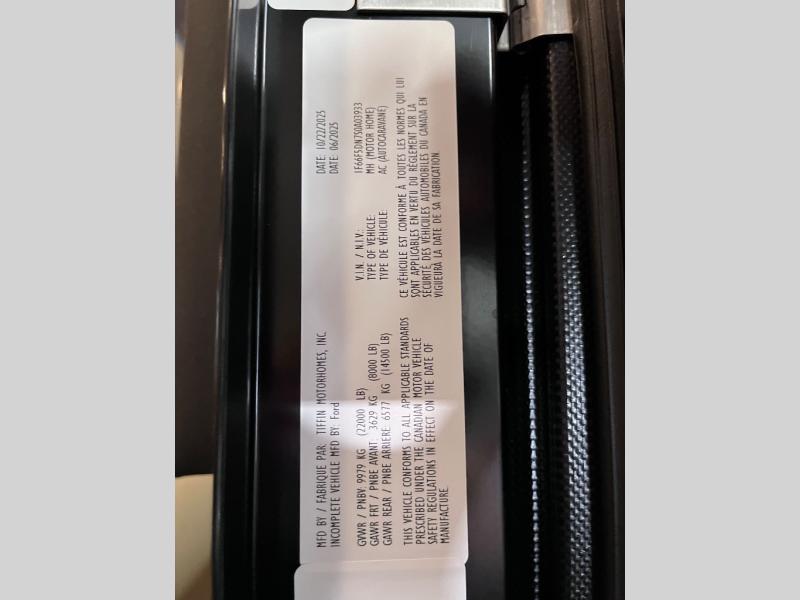 MFD BY / FABRIQUE PAR: TIFFIN MOTORHOMES, INC DATE: 10/22/2025
INCOMPLETE VEHICLE MFD BY: Ford DATE: 06/2025
GVWR / PNBV: 9979 KG (22000 LB) V.I.N. / N.I.V.: 1F66F5DN7S0A03933
GAWR FRT / PNBE AVANT: 3629 KG (8000 LB) TYPE OF VEHICLE: MH (MOTOR HOME)
GAWR REAR / PNBE ARRIERE: 6577 KG (14500 LB) TYPE DE VÉHICULE: AC (AUTOCARAVANE)
THIS VEHICLE CONFORMS TO ALL APPLICABLE STANDARDS
PRESCRIBED UNDER THE CANADIAN MOTOR VEHICLE
SAFETY REGULATIONS IN EFFECT ON THE DATE OF
MANUFACTURE.
CE VÉHICULE EST CONFORME À TOUTES LES NORMES QUI LUI
SONT APPLICABLES EN VERTU DU RÈGLEMENT SUR LA
SÉCURITÉ DES VÉHICULES AUTOMOBILES DU CANADA EN
VIGUEUR À LA DATE DE SA FABRICATION.